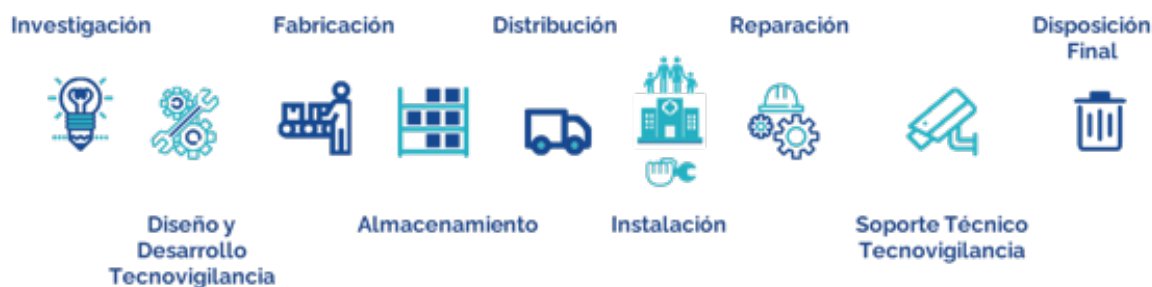 Investigación
Fabricación
Distribución
Reparación
Disposición
Final
Diseño y
Desarrollo
Tecnovigilancia
Almacenamiento
Instalación
Soporte Técnico
Tecnovigilancia